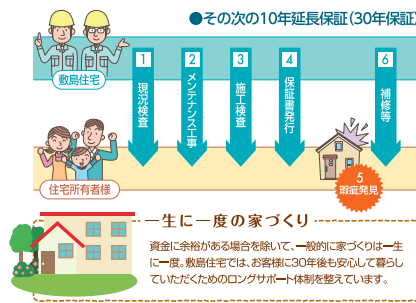 ●その次の10年延長保証（30年保証）
敷島住宅
1 現況検査
2 メンテナンス工事
3 施工検査
4 保証書発行
6 補修等
住宅所有者様
5
瑕疵発見
一生に一度の家づくり
資金に余裕がある場合を除いて、一般的に家づくりは一生
に一度。敷島住宅では、お客様に30年後も安心して暮らし
ていただくためのロングサポート体制を整えています。